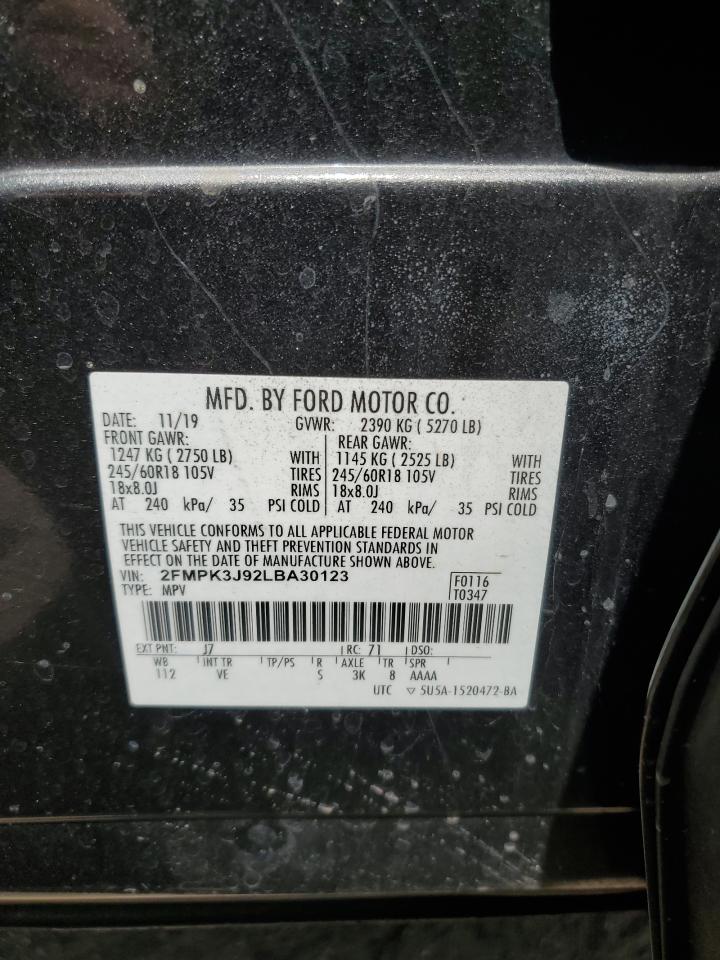 MFD. BY FORD MOTOR CO.
DATE: 11/19 GVWR: 2390 KG ( 5270 LB)
FRONT GAWR: REAR GAWR:
1247 KG ( 2750 LB) WITH 1145 KG ( 2525 LB) WITH
245/60R18 105V TIRES 245/60R18 105V TIRES
18x8.0J RIMS 18x8.0J RIMS
AT 240 kPa/ 35 PSI COLD AT 240 kPa/ 35 PSI COLD
THIS VEHICLE CONFORMS TO ALL APPLICABLE FEDERAL MOTOR
VEHICLE SAFETY AND THEFT PREVENTION STANDARDS IN
EFFECT ON THE DATE OF MANUFACTURE SHOWN ABOVE.
VIN: 2FMPK3J92LBA30123 F0116
TYPE: MPV T0347
EXT PNT: J7 RC: 71 DSO:
WB INT TR TP/PS R AXLE TR SPR
112 VE S 3K 8 AAAA
UTC ▽ 5U5A-1520472-BA